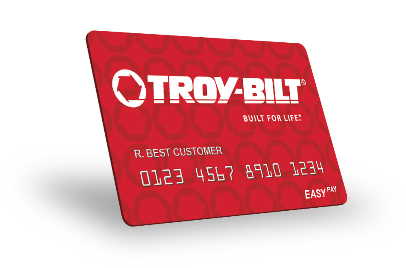 TROY-BILT®
BUILT FOR LIFE.®
R. BEST CUSTOMER
0123 4567 8910 1234
EASY PAY